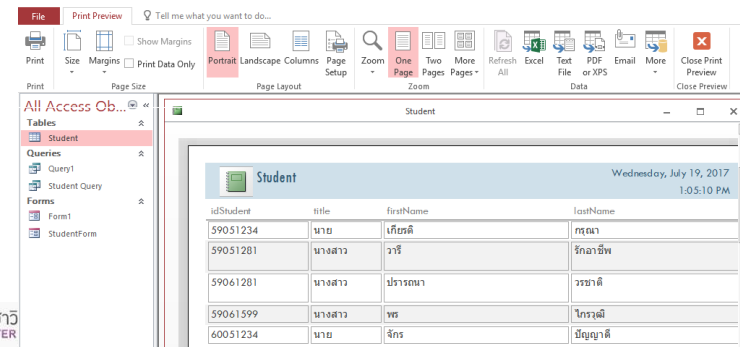 File Print Preview Tell me what you want to do...
Print Size Margins Show Margins Print Data Only Portrait Landscape Columns Page Setup Zoom One Page Two Pages More Pages Refresh All Excel Text File PDF or XPS Email More Close Print Preview
Print Page Size Page Layout Zoom Data Close Preview
All Access Ob... «
Student
Tables
Student
Queries
Query1
Student Query
Forms
Form1
StudentForm
Student Wednesday, July 19, 2017
1:05:10 PM
idStudent title firstName lastName
59051234 นาย เกียรติ กรุณา
59051281 นางสาว วารี รักอาชีพ
59061281 นางสาว ปรารถนา วรชาติ
59061599 นางสาว พร ไกรวุฒิ
60051234 นาย จักร ปัญญาดี
TER